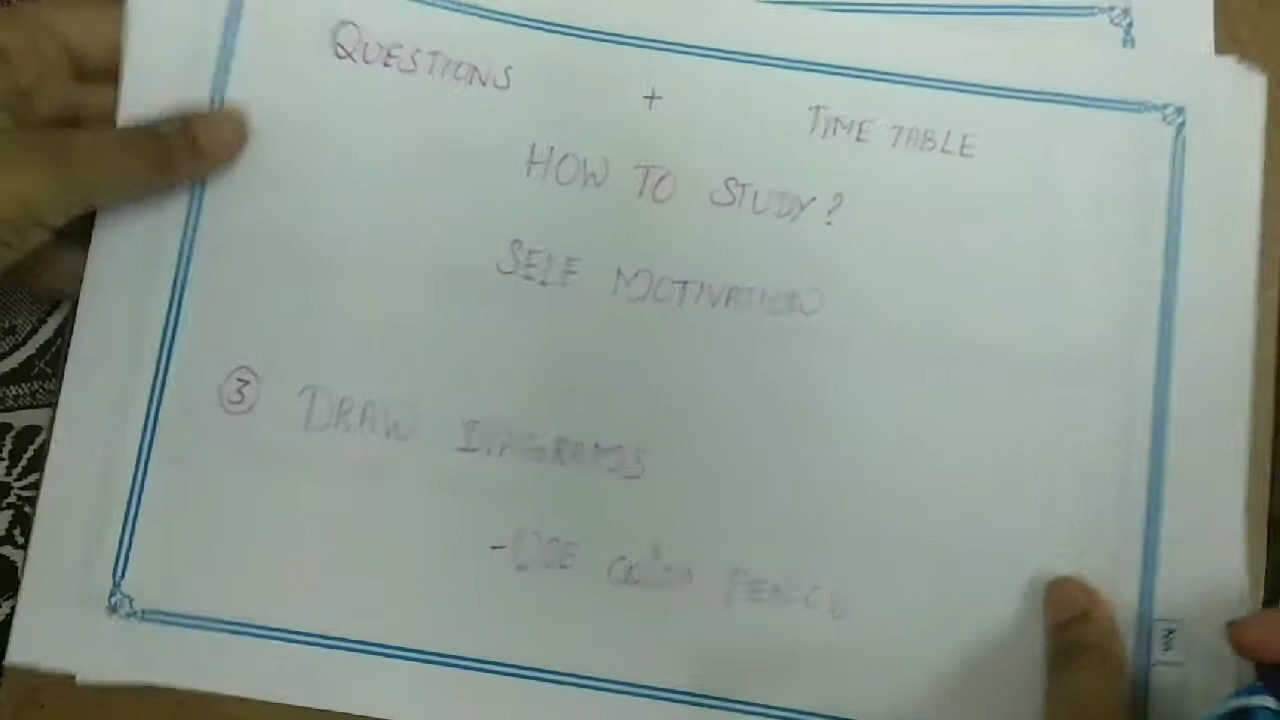 QUESTIONS + TIME TABLE
HOW TO STUDY?
SELF MOTIVATION
③ DRAW DIAGRAMS
- USE COLOR PENCIL